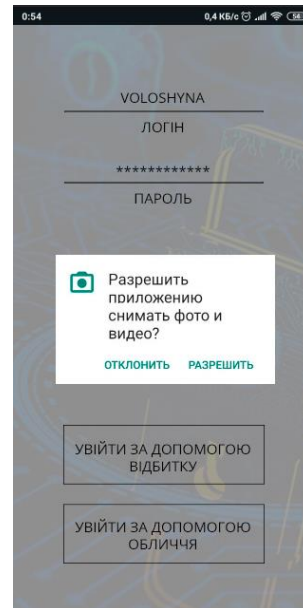 0:54 0,4 КБ/с 54
VOLOSHYNA
ЛОГІН
************
ПАРОЛЬ
Разрешить
приложению
снимать фото и
видео?
ОТКЛОНИТЬ РАЗРЕШИТЬ
УВІЙТИ ЗА ДОПОМОГОЮ
ВІДБИТКУ
УВІЙТИ ЗА ДОПОМОГОЮ
ОБЛИЧЧЯ